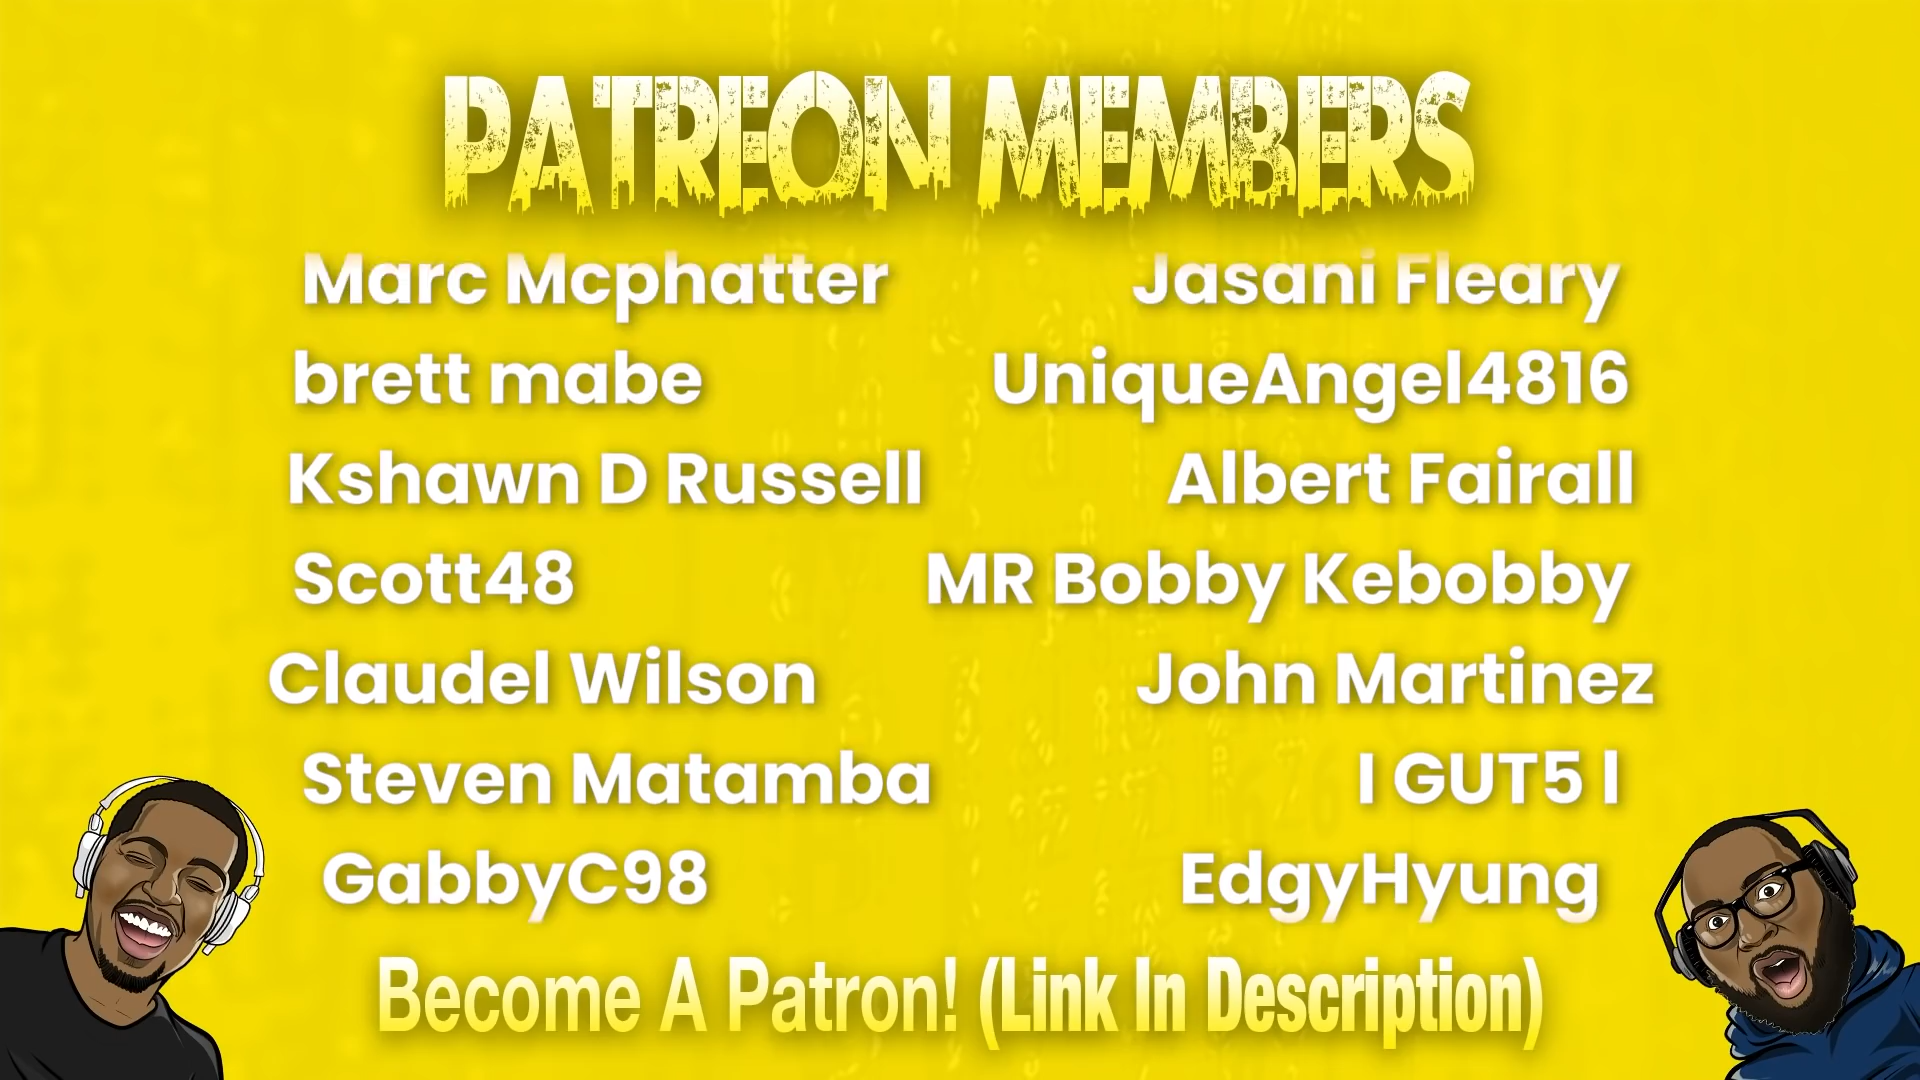 PATREON MEMBERS
Marc Mcphatter Jasani Fleary
brett mabe UniqueAngel4816
Kshawn D Russell Albert Fairall
Scott48 MR Bobby Kebobby
Claudel Wilson John Martinez
Steven Matamba I GUT5 I
GabbyC98 EdgyHyung
Become A Patron! (Link In Description)